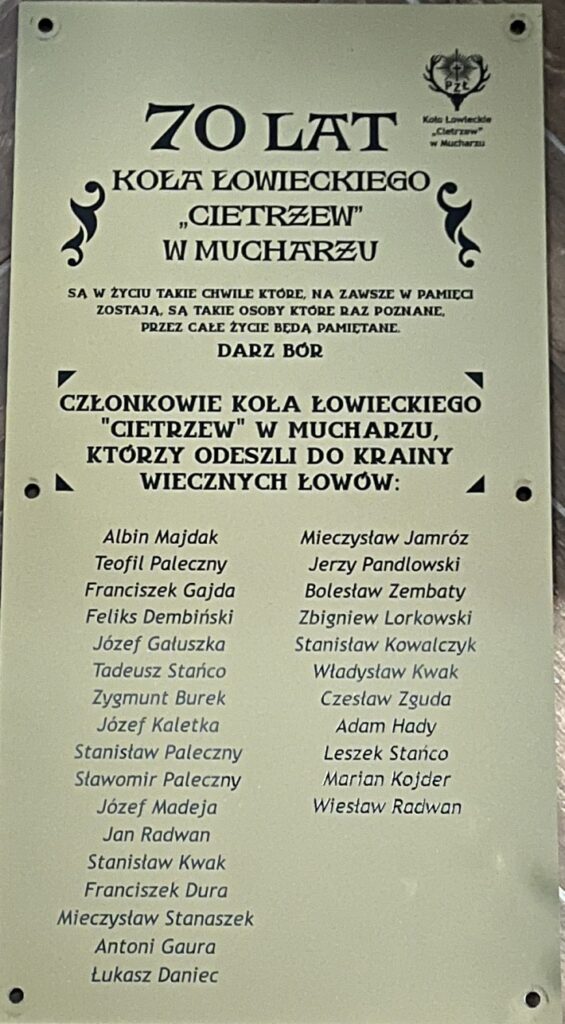 PZŁ
Koło Łowieckie
„Cietrzew”
w Mucharzu
70 LAT
KOŁA ŁOWIECKIEGO
„CIETRZEW”
W MUCHARZU
SĄ W ŻYCIU TAKIE CHWILE KTÓRE, NA ZAWSZE W PAMIĘCI
ZOSTAJĄ, SĄ TAKIE OSOBY KTÓRE RAZ POZNANE,
PRZEZ CAŁE ŻYCIE BĘDĄ PAMIĘTANE.
DARZ BÓR
CZŁONKOWIE KOŁA ŁOWIECKIEGO
"CIETRZEW" W MUCHARZU,
KTÓRZY ODESZLI DO KRAINY
WIECZNYCH ŁOWÓW:
Albin Majdak
Teofil Paleczny
Franciszek Gajda
Feliks Dembiński
Józef Gałuszka
Tadeusz Stańco
Zygmunt Burek
Józef Kaletka
Stanisław Paleczny
Sławomir Paleczny
Józef Madeja
Jan Radwan
Stanisław Kwak
Franciszek Dura
Mieczysław Stanaszek
Antoni Gaura
Łukasz Daniec
Mieczysław Jamróz
Jerzy Pandlowski
Bolesław Zembaty
Zbigniew Lorkowski
Stanisław Kowalczyk
Władysław Kwak
Czesław Zguda
Adam Hady
Leszek Stańco
Marian Kojder
Wiesław Radwan